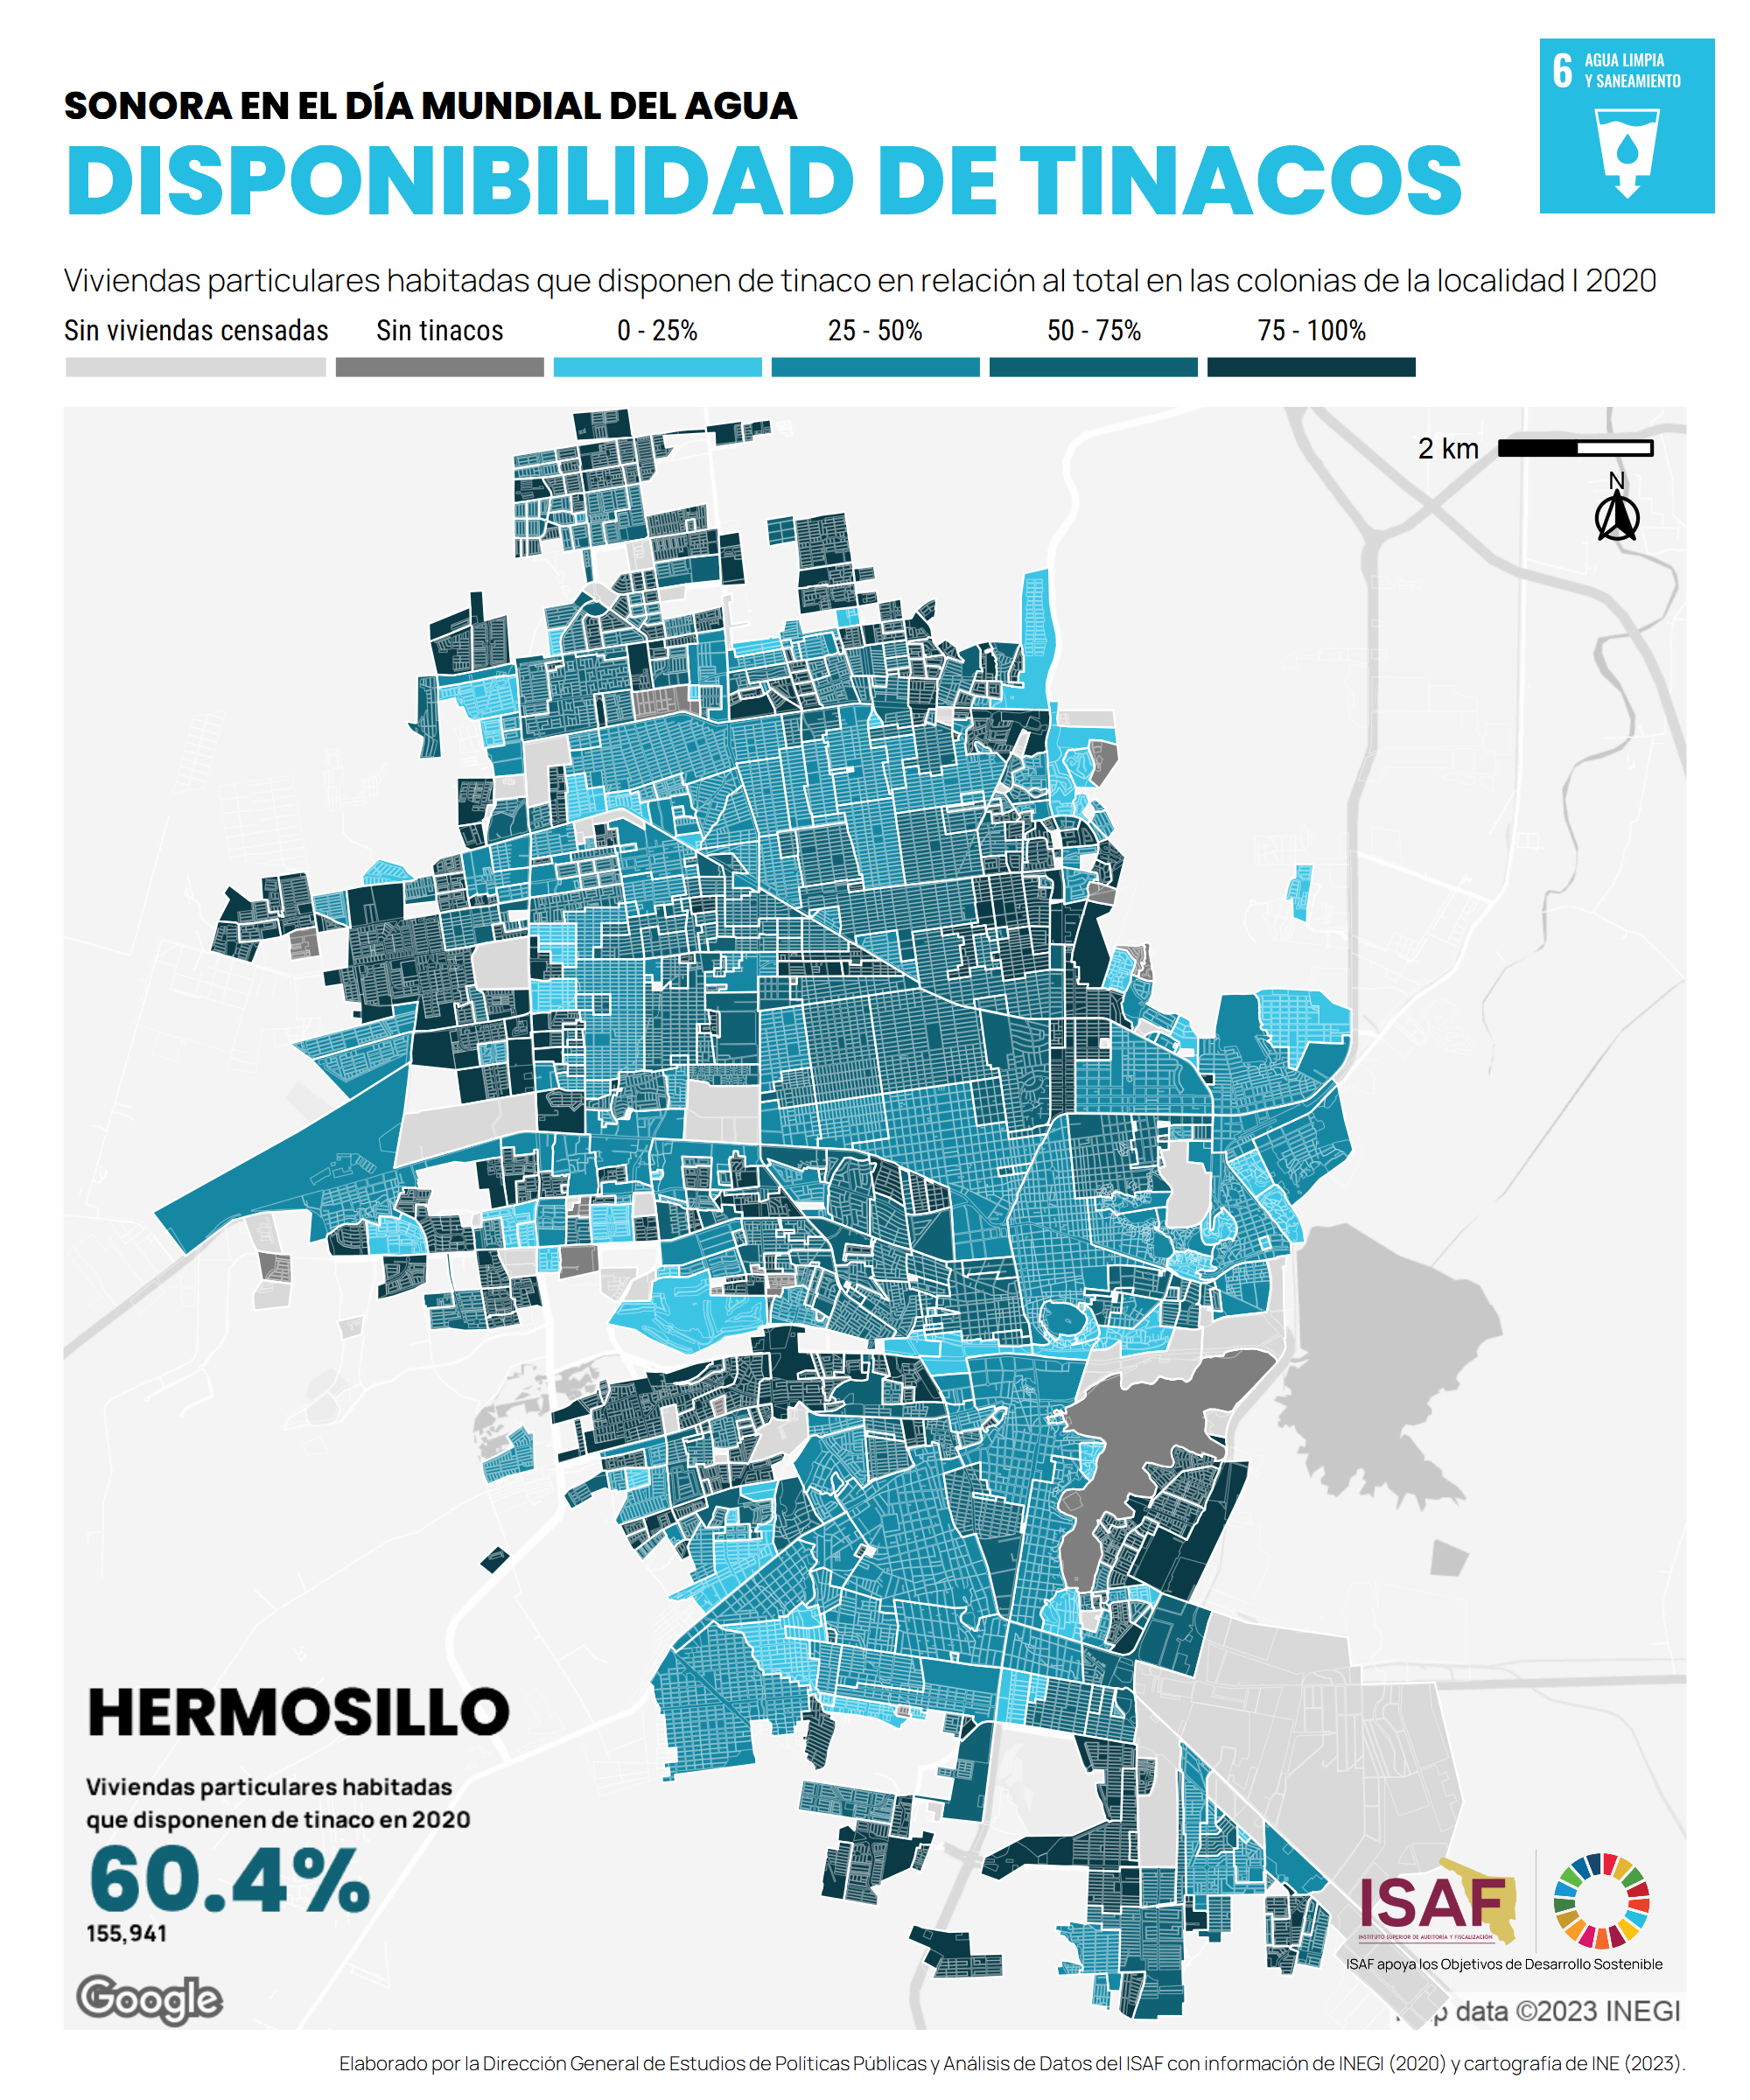 SONORA EN EL DÍA MUNDIAL DEL AGUA
DISPONIBILIDAD DE TINACOS
6 AGUA LIMPIA
Y SANEAMIENTO
Viviendas particulares habitadas que disponen de tinaco en relación al total en las colonias de la localidad | 2020
Sin viviendas censadas Sin tinacos 0 - 25% 25 - 50% 50 - 75% 75 - 100%
2 km
N
HERMOSILLO
Viviendas particulares habitadas
que disponenen de tinaco en 2020
60.4%
155,941
Google
ISAF
INSTITUTO SUPERIOR DE AUDITORÍA Y FISCALIZACIÓN
ISAF apoya los Objetivos de Desarrollo Sostenible
data ©2023 INEGI
Elaborado por la Dirección General de Estudios de Políticas Públicas y Análisis de Datos del ISAF con información de INEGI (2020) y cartografía de INE (2023).